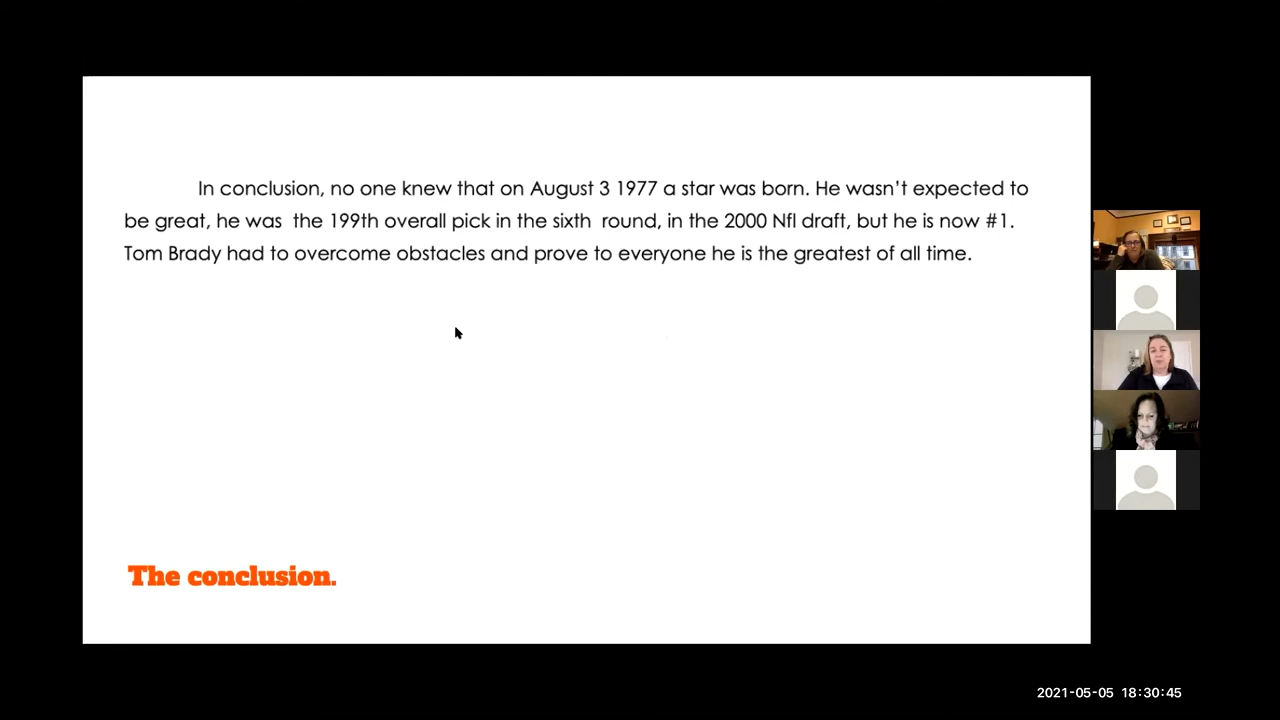 In conclusion, no one knew that on August 3 1977 a star was born. He wasn't expected to
be great, he was  the 199th overall pick in the sixth  round, in the 2000 Nfl draft, but he is now #1.
Tom Brady had to overcome obstacles and prove to everyone he is the greatest of all time.
The conclusion.
2021-05-05 18:30:45